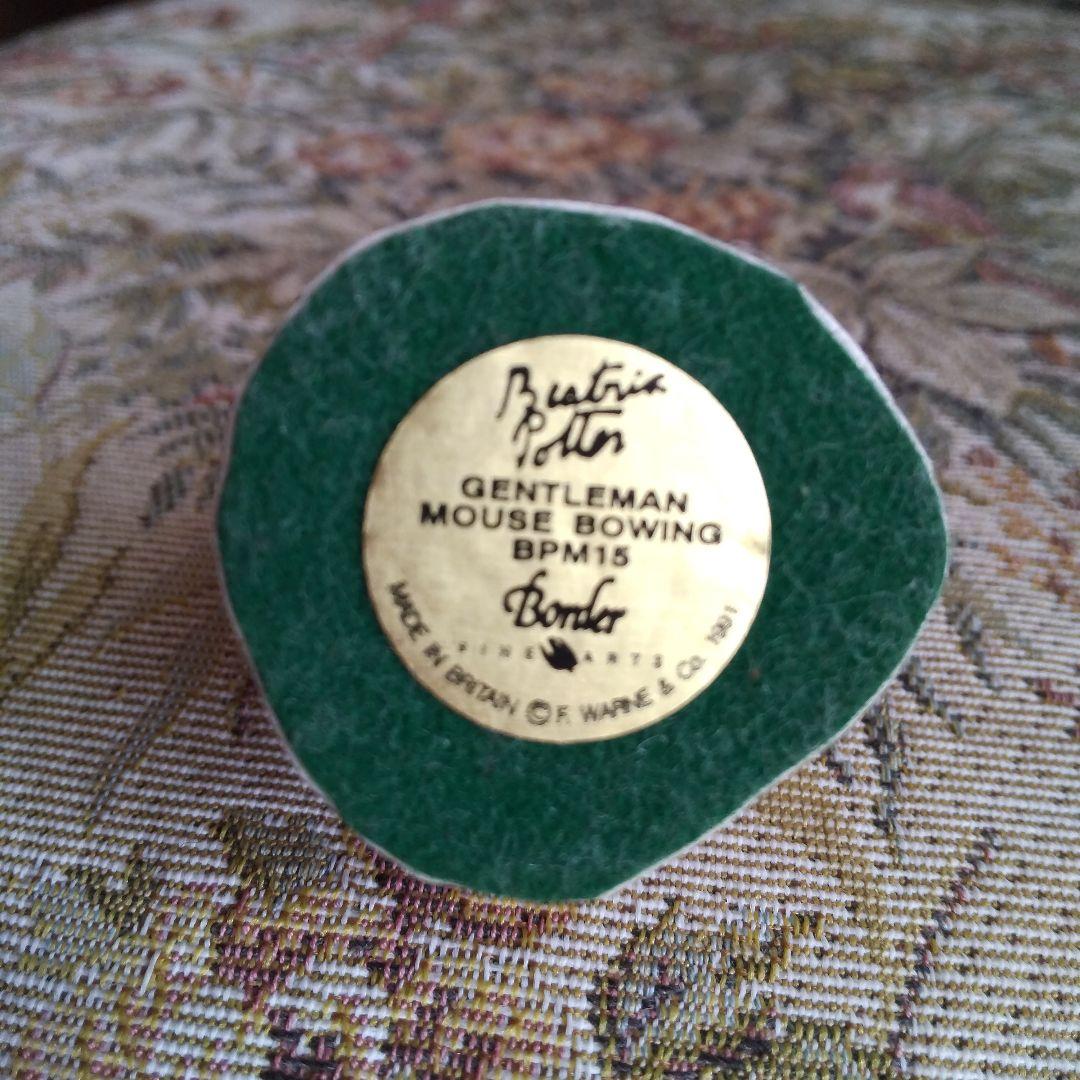 Beatrix
Potter
GENTLEMAN
MOUSE BOWING
BPM15
Border
FINE ARTS
MADE IN BRITAIN © F. WARNE & Co. 1991